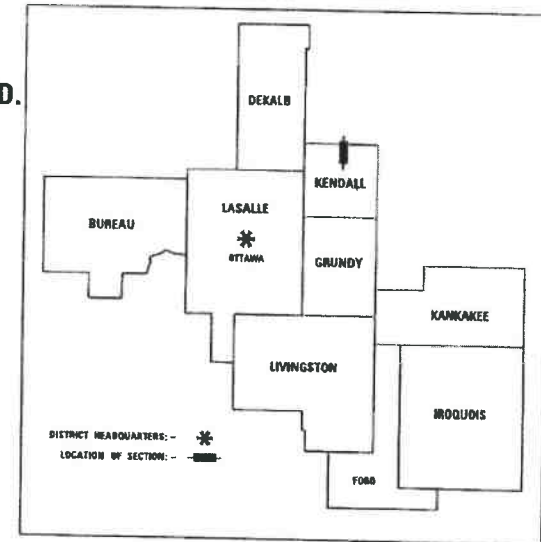 D.
DEKALB
KENDALL
LASALLE
BUREAU
OTTAWA
GRUNDY
KANKAKEE
LIVINGSTON
IROQUOIS
DISTRICT HEADQUARTERS: -
LOCATION OF SECTION: -
FORD